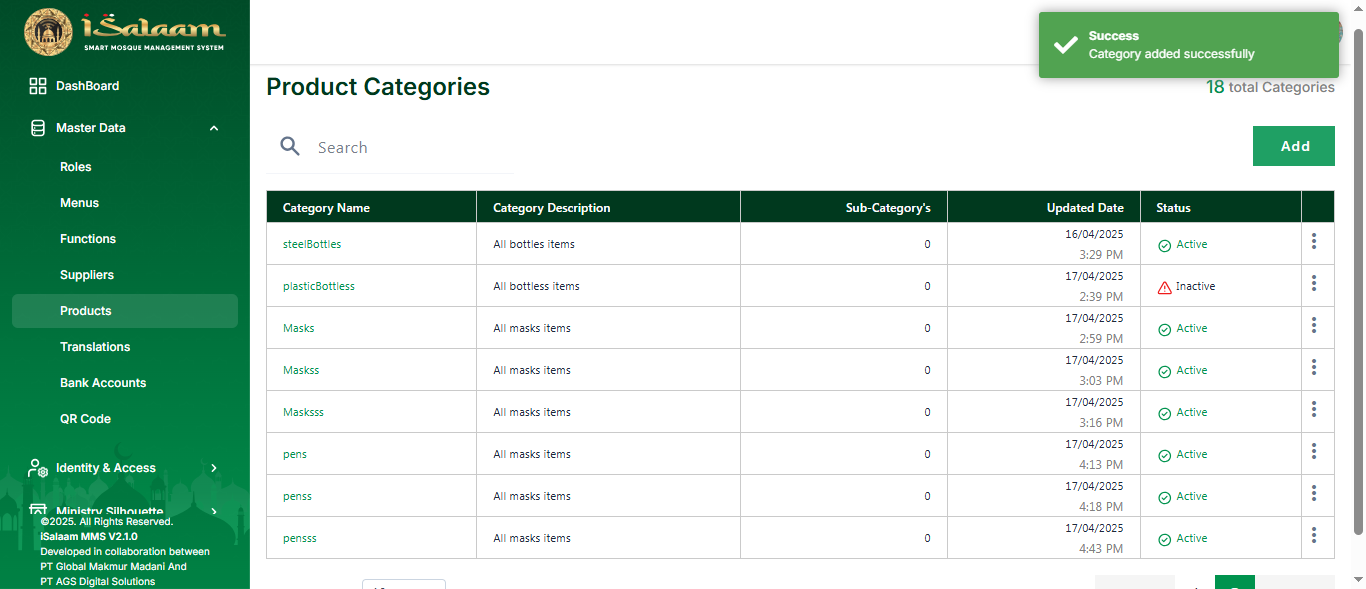 iSalaam
SMART MOSQUE MANAGEMENT SYSTEM
DashBoard
Master Data
Roles
Menus
Functions
Suppliers
Products
Translations
Bank Accounts
QR Code
Identity & Access
Ministry Silhouette
©2025. All Rights Reserved.
iSalaam MMS V2.1.0
Developed in collaboration between
PT Global Makmur Madani And
PT AGS Digital Solutions
Success
Category added successfully
Product Categories
18 total Categories
Search
Add
Category Name Category Description Sub-Category's Updated Date Status
steelBottles All bottles items 0 16/04/2025 3:29 PM Active
plasticBottless All bottless items 0 17/04/2025 2:39 PM Inactive
Masks All masks items 0 17/04/2025 2:59 PM Active
Maskss All masks items 0 17/04/2025 3:03 PM Active
Masksss All masks items 0 17/04/2025 3:16 PM Active
pens All masks items 0 17/04/2025 4:13 PM Active
penss All masks items 0 17/04/2025 4:18 PM Active
pensss All masks items 0 17/04/2025 4:43 PM Active